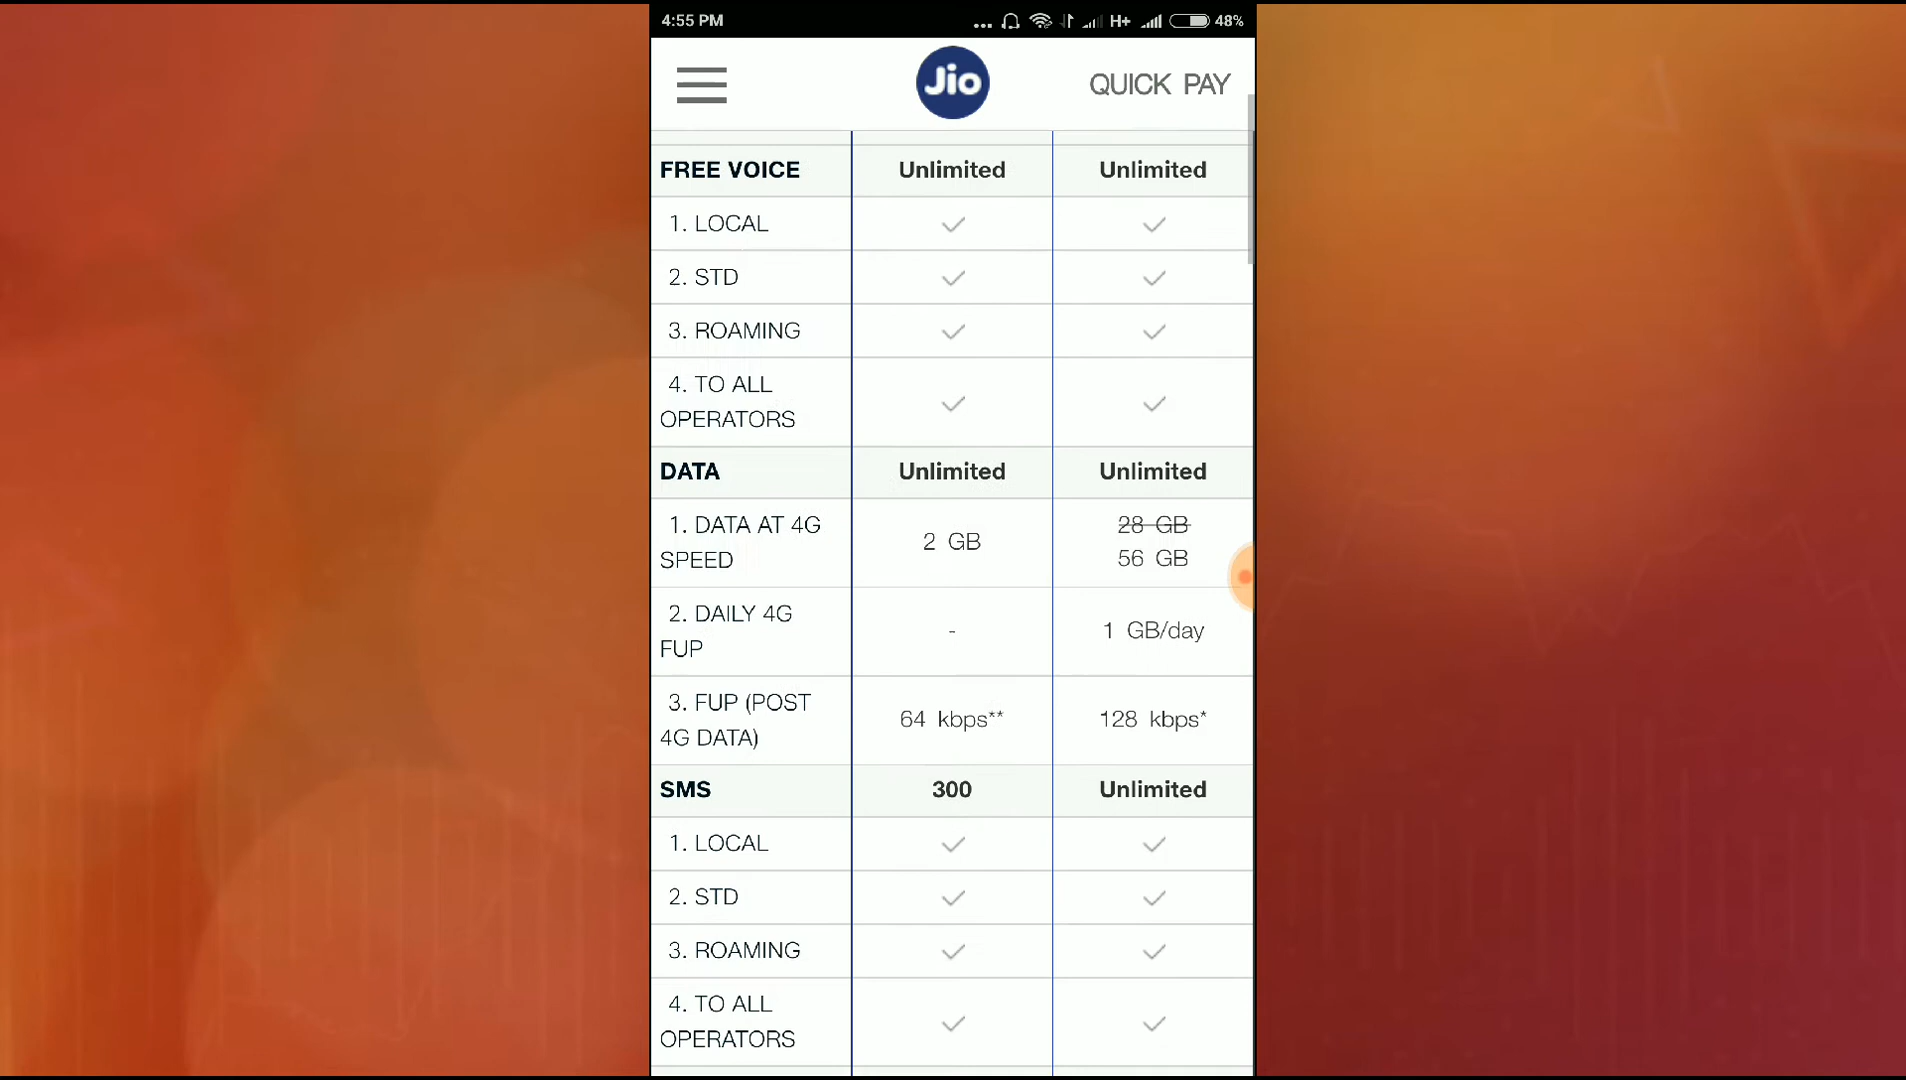 4:55 PM
... H+ 48%
Jio
QUICK PAY
FREE VOICE Unlimited Unlimited
1. LOCAL
2. STD
3. ROAMING
4. TO ALL
OPERATORS
DATA Unlimited Unlimited
1. DATA AT 4G
SPEED
2 GB
28 GB
56 GB
2. DAILY 4G
FUP
-
1 GB/day
3. FUP (POST
4G DATA)
64 kbps**
128 kbps*
SMS 300 Unlimited
1. LOCAL
2. STD
3. ROAMING
4. TO ALL
OPERATORS